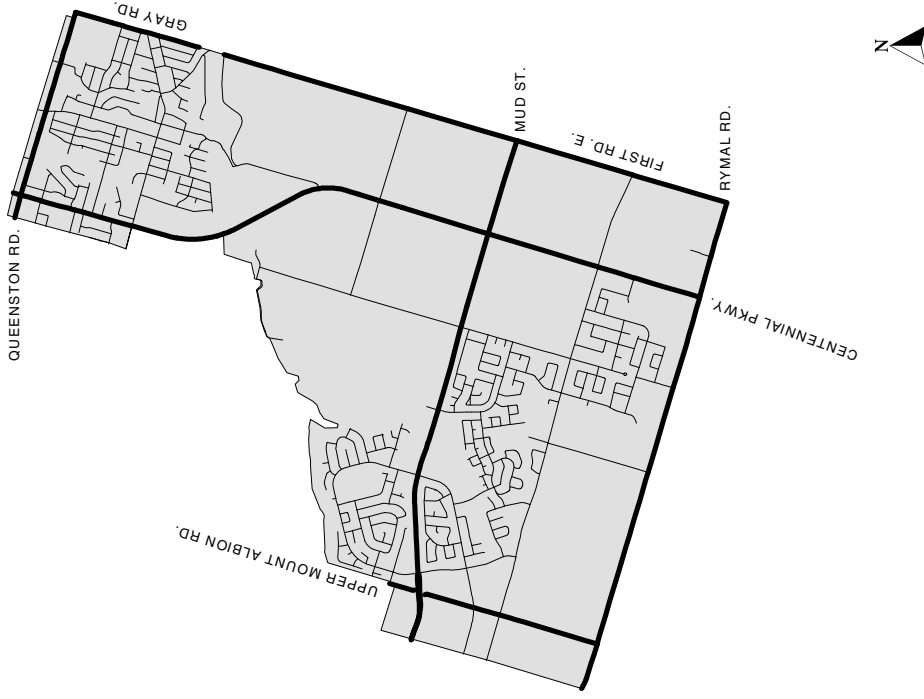 GRAY RD.
N
MUD ST.
FIRST RD. E.
RYMAL RD.
QUEENSTON RD.
CENTENNIAL PKWY.
UPPER MOUNT ALBION RD.